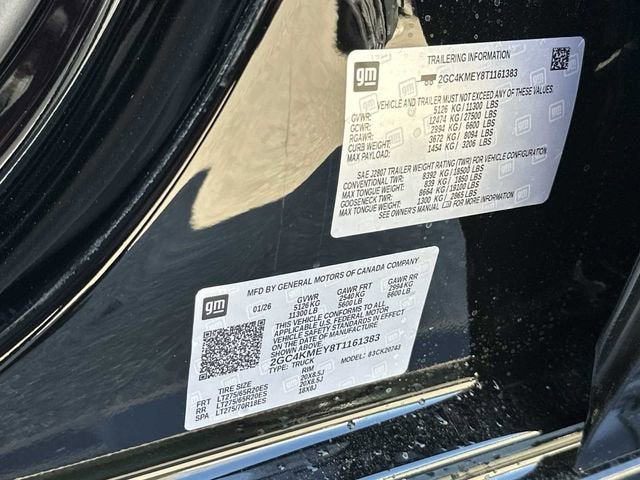 gm
TRAILERING INFORMATION
2GC4KMEY8T1161383
VEHICLE AND TRAILER MUST NOT EXCEED ANY OF THESE VALUES.
GVWR: 5126 KG / 11300 LBS
GCWR: 12474 KG / 27500 LBS
RGAWR: 2994 KG / 6600 LBS
CURB WEIGHT: 3672 KG / 8094 LBS
MAX PAYLOAD: 1454 KG / 3206 LBS
SAE J2807 TRAILER WEIGHT RATING (TWR) FOR VEHICLE CONFIGURATION
CONVENTIONAL TWR: 8392 KG / 18500 LBS
MAX TONGUE WEIGHT: 839 KG / 1850 LBS
GOOSENECK TWR: 8664 KG / 19100 LBS
MAX TONGUE WEIGHT: 1300 KG / 2865 LBS
SEE OWNER'S MANUAL FOR MORE INFORMATION
gm
MFD BY GENERAL MOTORS OF CANADA COMPANY
01/26 GVWR GAWR FRT GAWR RR
5126 KG 2540 KG 2994 KG
11300 LB 5600 LB 6600 LB
THIS VEHICLE CONFORMS TO ALL
APPLICABLE U.S. FEDERAL MOTOR
VEHICLE SAFETY STANDARDS IN
EFFECT ON THE DATE OF MANUFACTURE
SHOWN ABOVE.
2GC4KMEY8T1161383
TYPE: TRUCK MODEL: 83CK20743
TIRE SIZE RIM
FRT LT275/65R20ES 20X8.5J
RR LT275/65R20ES 20X8.5J
SPA LT275/70R18ES 18X8J